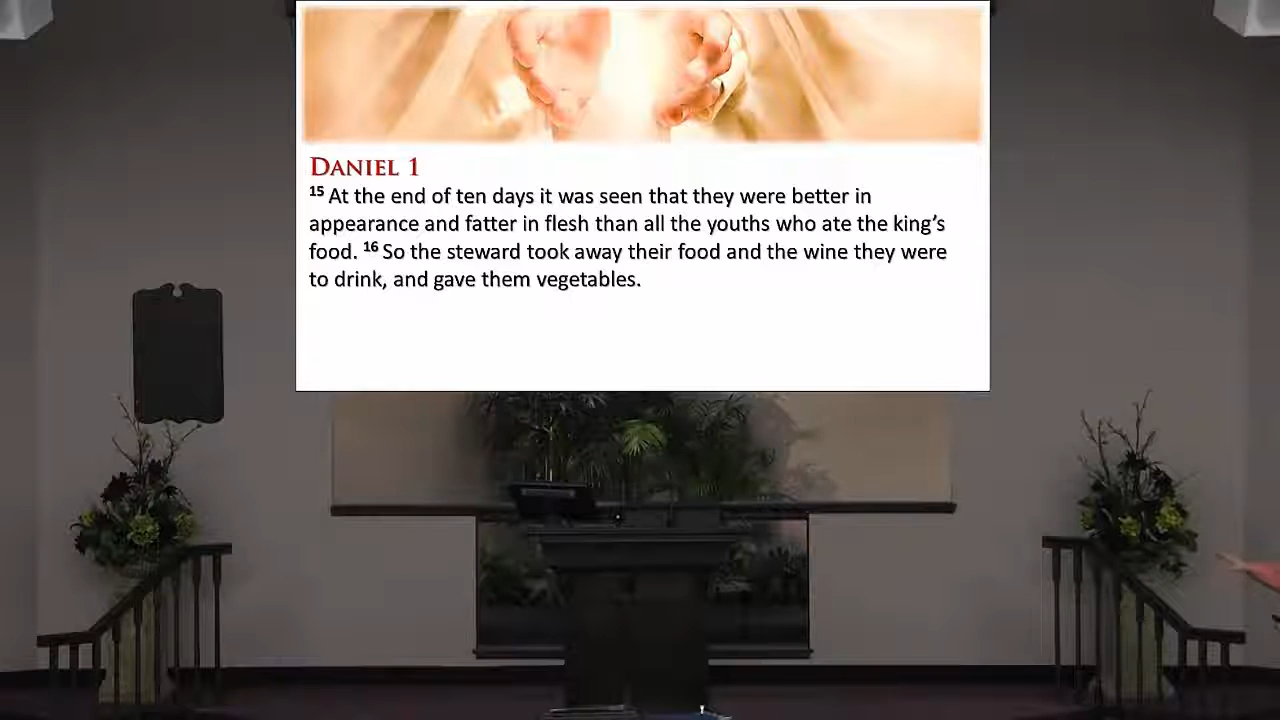 DANIEL 1
15 At the end of ten days it was seen that they were better in
appearance and fatter in flesh than all the youths who ate the king’s
food. 16 So the steward took away their food and the wine they were
to drink, and gave them vegetables.